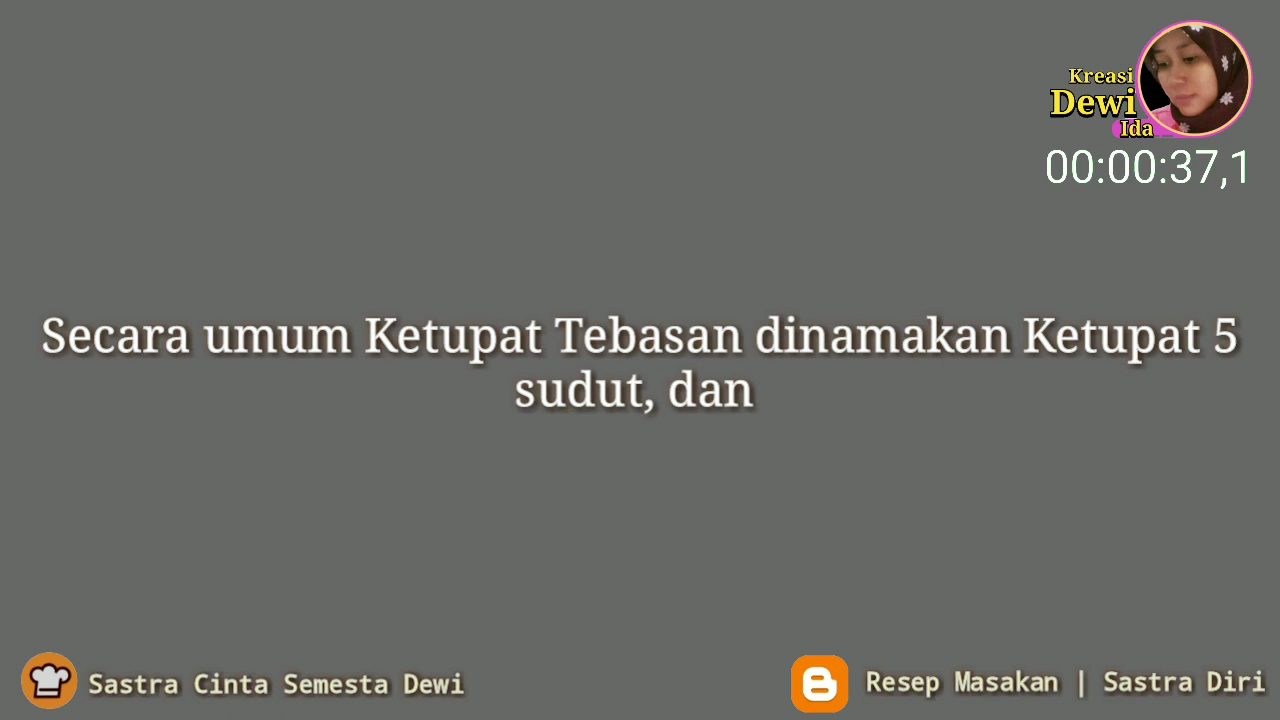 Kreasi
Dewi
Ida
00:00:37,1
Secara umum Ketupat Tebasan dinamakan Ketupat 5
sudut, dan
Sastra Cinta Semesta Dewi
Resep Masakan | Sastra Diri